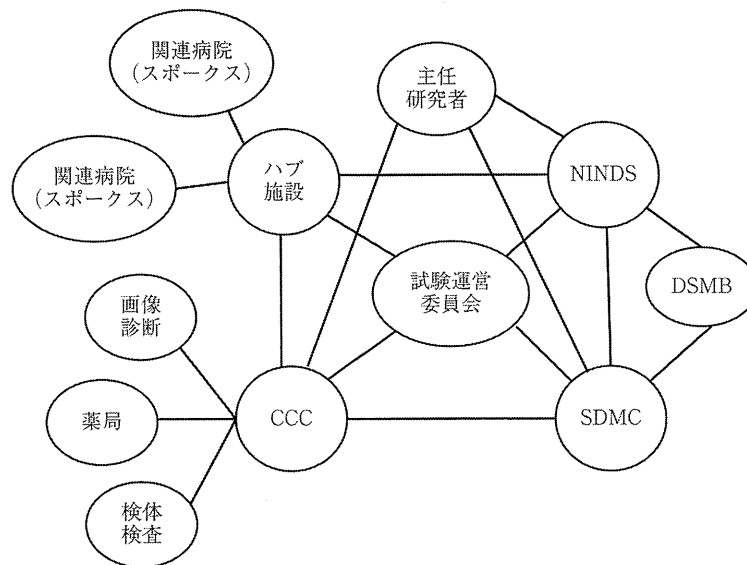 関連病院
(スポークス)
主任
研究者
関連病院
(スポークス)
ハブ
施設
NINDS
画像
診断
試験運営
委員会
DSMB
薬局
CCC
SDMC
検体
検査